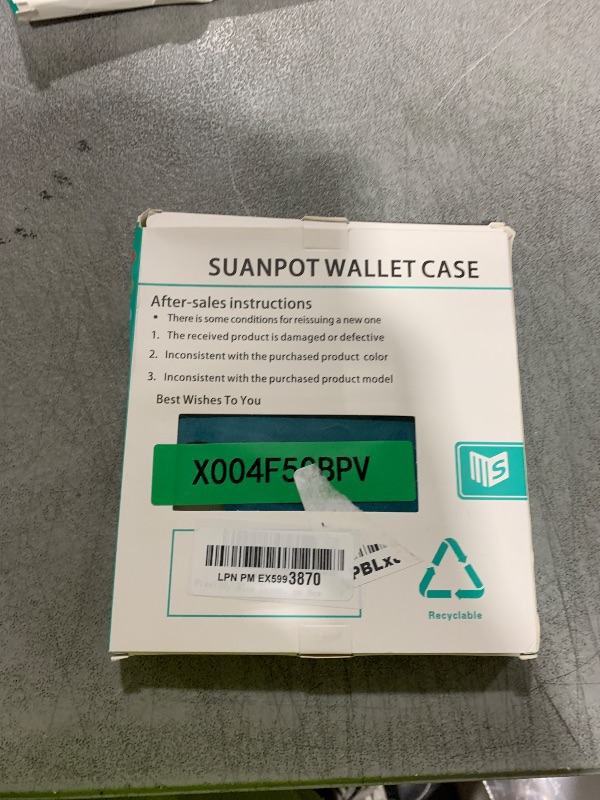 SUANPOT WALLET CASE
After-sales instructions
• There is some conditions for reissuing a new one
1. The received product is damaged or defective
2. Inconsistent with the purchased product color
3. Inconsistent with the purchased product model
Best Wishes To You
MS
LPN PM EX5993870
Recyclable